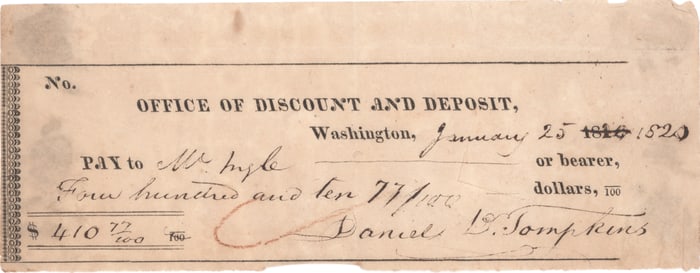 No.
OFFICE OF DISCOUNT AND DEPOSIT,
Washington, January 25 1820
PAY to Mr Ingle or bearer,
Four hundred and ten 77/100 dollars, 100
$ 410 77/100 100
Daniel D. Tompkins